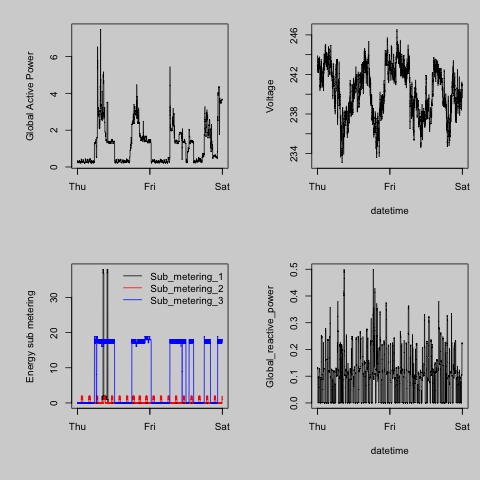 Global Active Power
6
4
2
0
Thu Fri Sat
Voltage
246
242
238
234
Thu Fri Sat
datetime
Energy sub metering
30
20
10
0
Sub_metering_1
Sub_metering_2
Sub_metering_3
Thu Fri Sat
Global_reactive_power
0.5
0.4
0.3
0.2
0.1
0.0
Thu Fri Sat
datetime